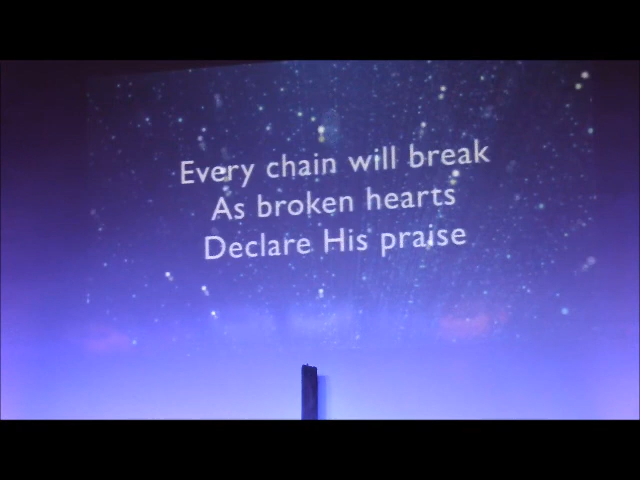 Every chain will break
As broken hearts
Declare His praise